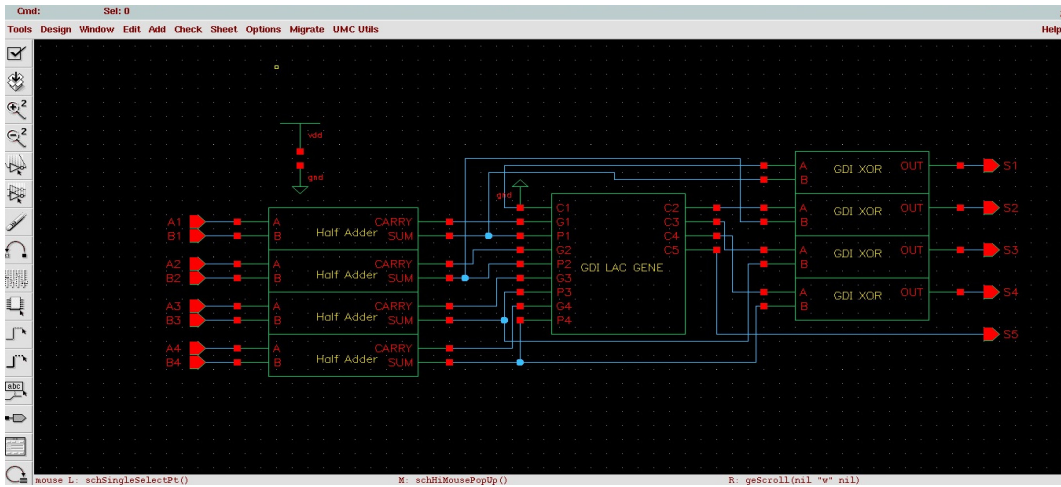 Cmd: Sel: 0
Tools Design Window Edit Add Check Sheet Options Migrate UMC Utils Help
2
2
abc
vdd
gnd
gnd
A1
B1
A2
B2
A3
B3
A4
B4
A CARRY
Half Adder
B SUM
A CARRY
Half Adder
B SUM
A CARRY
Half Adder
B SUM
A CARRY
Half Adder
B SUM
C1 C2
G1 C3
P1 C4
G2 C5
P2
GDI LAC GENE
G3
P3
G4
P4
A GDI XOR OUT S1
B
A GDI XOR OUT S2
B
A GDI XOR OUT S3
B
A GDI XOR OUT S4
B
S5
mouse L: schSingleSelectPt() M: schHiMousePopUp() R: geScroll(nil "w" nil)